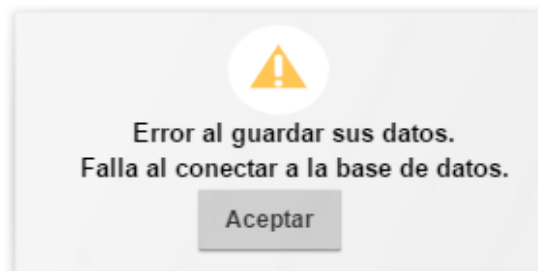 Error al guardar sus datos.
Falla al conectar a la base de datos.
Aceptar